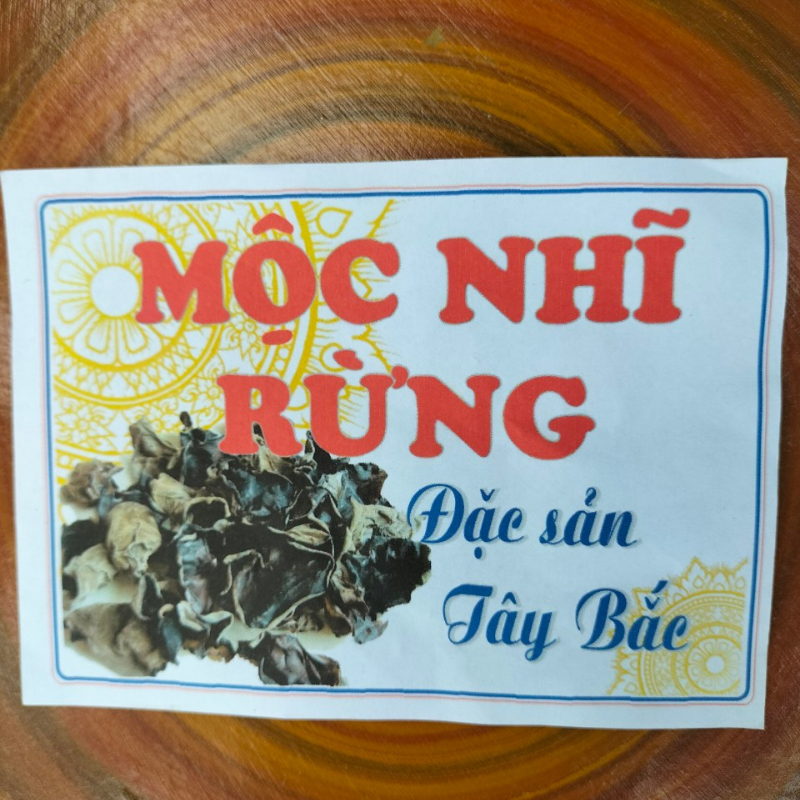 MỘC NHĨ
RỪNG
Đặc sản
Tây Bắc